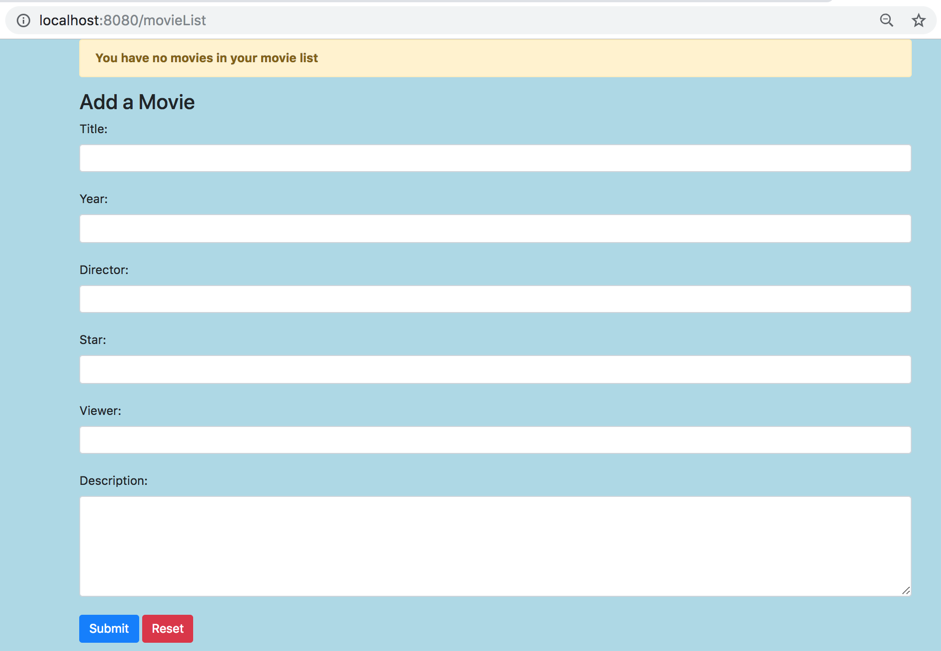 localhost:8080/movieList
You have no movies in your movie list
Add a Movie
Title:
Year:
Director:
Star:
Viewer:
Description:
Submit Reset